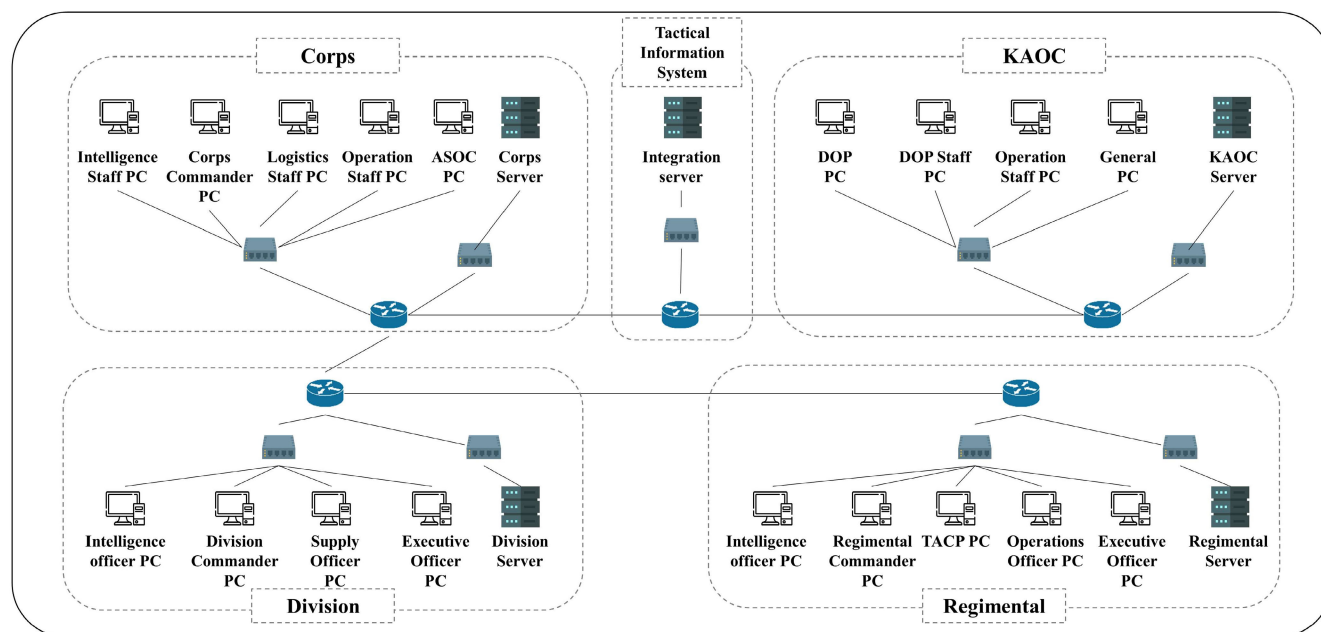 Corps
Tactical
Information
System
KAOC
Intelligence
Staff PC
Corps
Commander
PC
Logistics
Staff PC
Operation
Staff PC
ASOC
PC
Corps
Server
Integration
server
DOP
PC
DOP Staff
PC
Operation
Staff PC
General
PC
KAOC
Server
Intelligence
officer PC
Division
Commander
PC
Supply
Officer
PC
Executive
Officer
PC
Division
Server
Intelligence
officer PC
Regimental
Commander
PC
TACP PC
Operations
Officer PC
Executive
Officer
PC
Regimental
Server
Division
Regimental